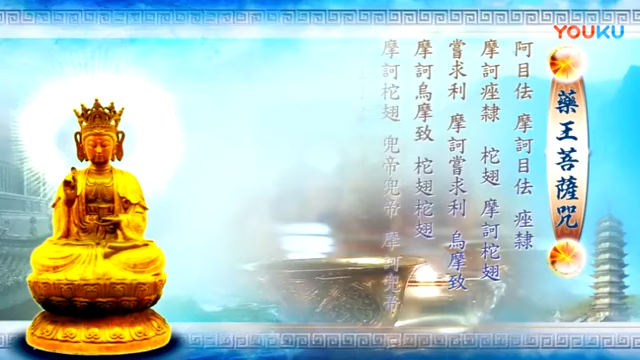 YOUKU
藥王菩薩咒
阿目佉 摩訶目佉 痤隸
摩訶痤隸 柁翅 摩訶柁翅
嘗求利 摩訶嘗求利 烏摩致
摩訶烏摩致 柁翅柁翅
摩訶柁翅 兜帝兜帝 摩訶兜帝